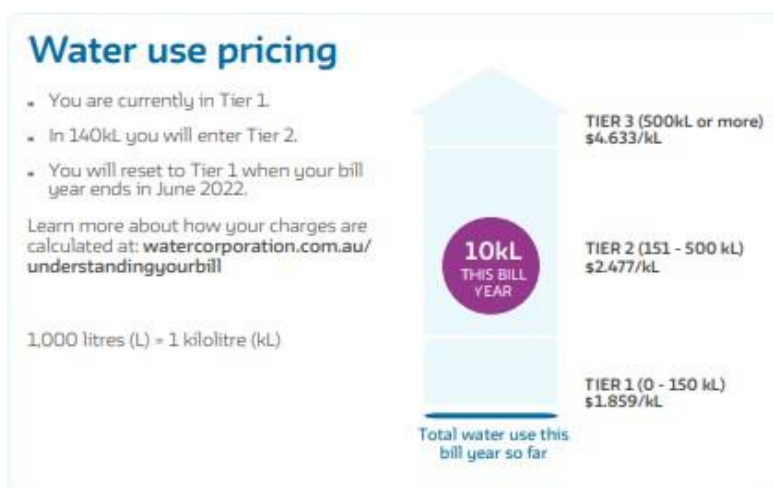 Water use pricing
• You are currently in Tier 1.
• In 140kL you will enter Tier 2.
• You will reset to Tier 1 when your bill
year ends in June 2022.
Learn more about how your charges are
calculated at: watercorporation.com.au/
understandingyourbill
1,000 litres (L) = 1 kilolitre (kL)
TIER 3 (500kL or more)
$4.633/kL
10kL
THIS BILL
YEAR
TIER 2 (151 - 500 kL)
$2.477/kL
TIER 1 (0 - 150 kL)
$1.859/kL
Total water use this
bill year so far